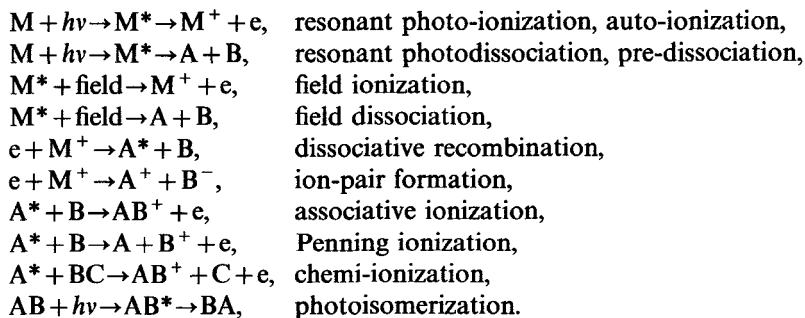 M + hν→M*→M⁺ + e, resonant photo-ionization, auto-ionization,
M + hν→M*→A + B, resonant photodissociation, pre-dissociation,
M* + field→M⁺ + e, field ionization,
M* + field→A + B, field dissociation,
e + M⁺→A* + B, dissociative recombination,
e + M⁺→A⁺ + B⁻, ion-pair formation,
A* + B→AB⁺ + e, associative ionization,
A* + B→A + B⁺ + e, Penning ionization,
A* + BC→AB⁺ + C + e, chemi-ionization,
AB + hν→AB*→BA, photoisomerization.